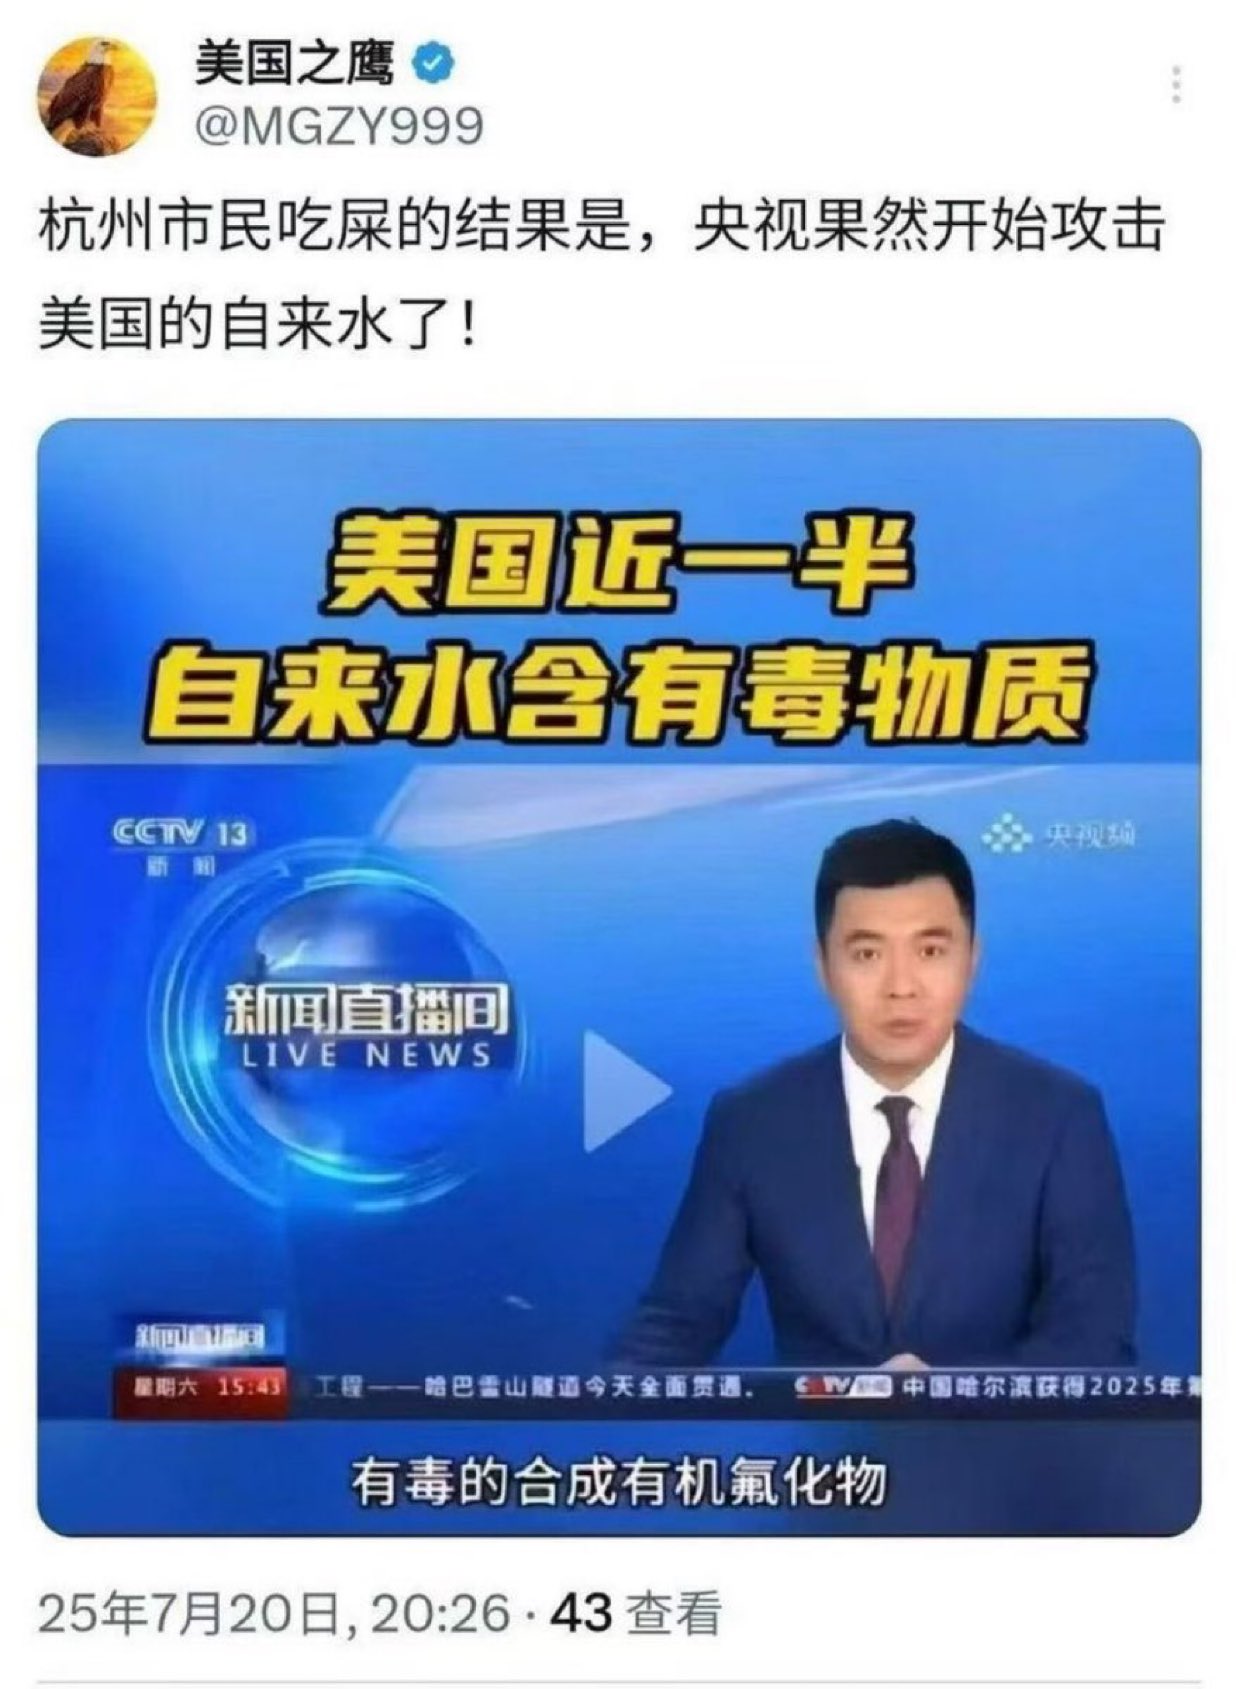 美国之鹰
@MGZY999
杭州市民吃屎的结果是，央视果然开始攻击
美国的自来水了！
美国近一半
自来水含有毒物质
CCTV 13
新闻
央视频
新闻直播间
LIVE NEWS
新闻直播间
星期六 15:43 工程——哈巴雪山隧道今天全面贯通。 CCTV 新闻 中国哈尔滨获得2025年第
有毒的合成有机氟化物
25年7月20日, 20:26 · 43 查看